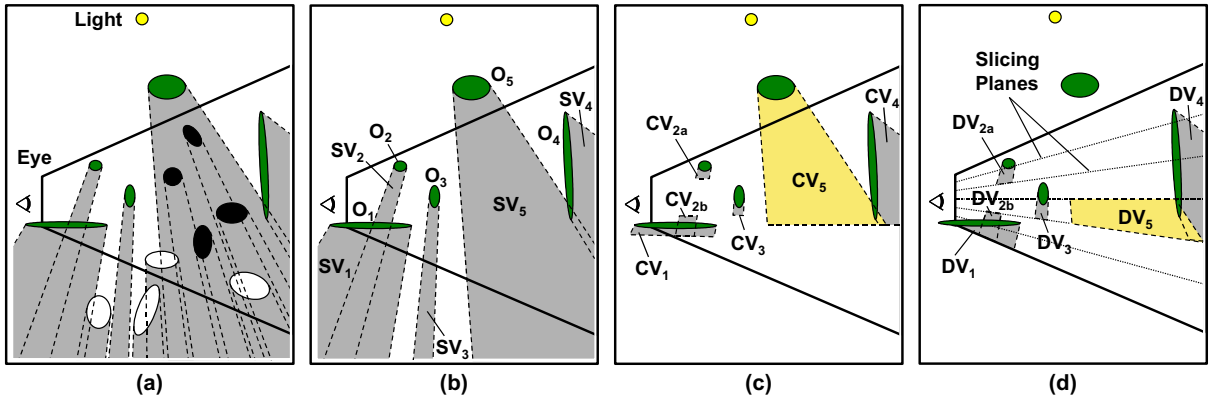 Light
Eye
(a)
O5
SV4
O2
SV2
O3
O4
O1
SV5
SV1
SV3
(b)
CV4
CV2a
CV5
CV2b
CV3
CV1
(c)
Slicing
Planes
DV4
DV2a
DV2b
DV5
DV3
DV1
(d)